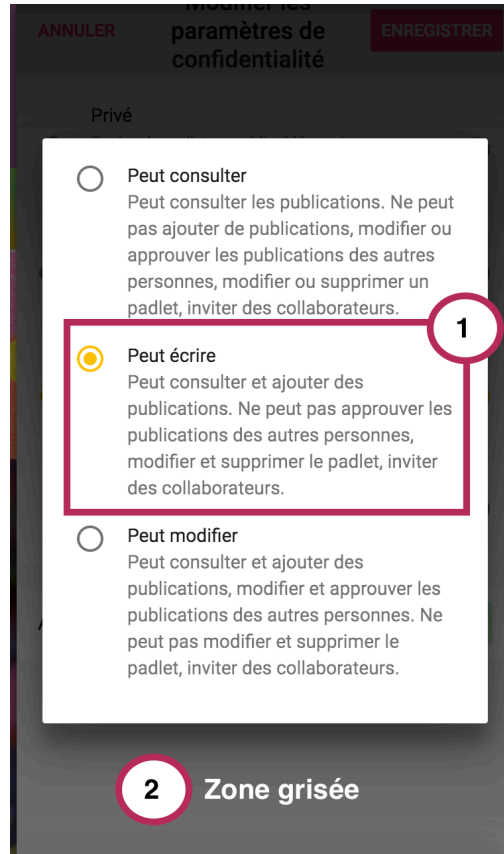 Modifier les
ANNULER
paramètres de
ENREGISTRER
confidentialité
Privé
Peut consulter
Peut consulter les publications. Ne peut
pas ajouter de publications, modifier ou
approuver les publications des autres
personnes, modifier ou supprimer un
padlet, inviter des collaborateurs.
1
Peut écrire
Peut consulter et ajouter des
publications. Ne peut pas approuver les
publications des autres personnes,
modifier et supprimer le padlet, inviter
des collaborateurs.
Peut modifier
Peut consulter et ajouter des
publications, modifier et approuver les
publications des autres personnes. Ne
peut pas modifier et supprimer le
padlet, inviter des collaborateurs.
2
Zone grisée